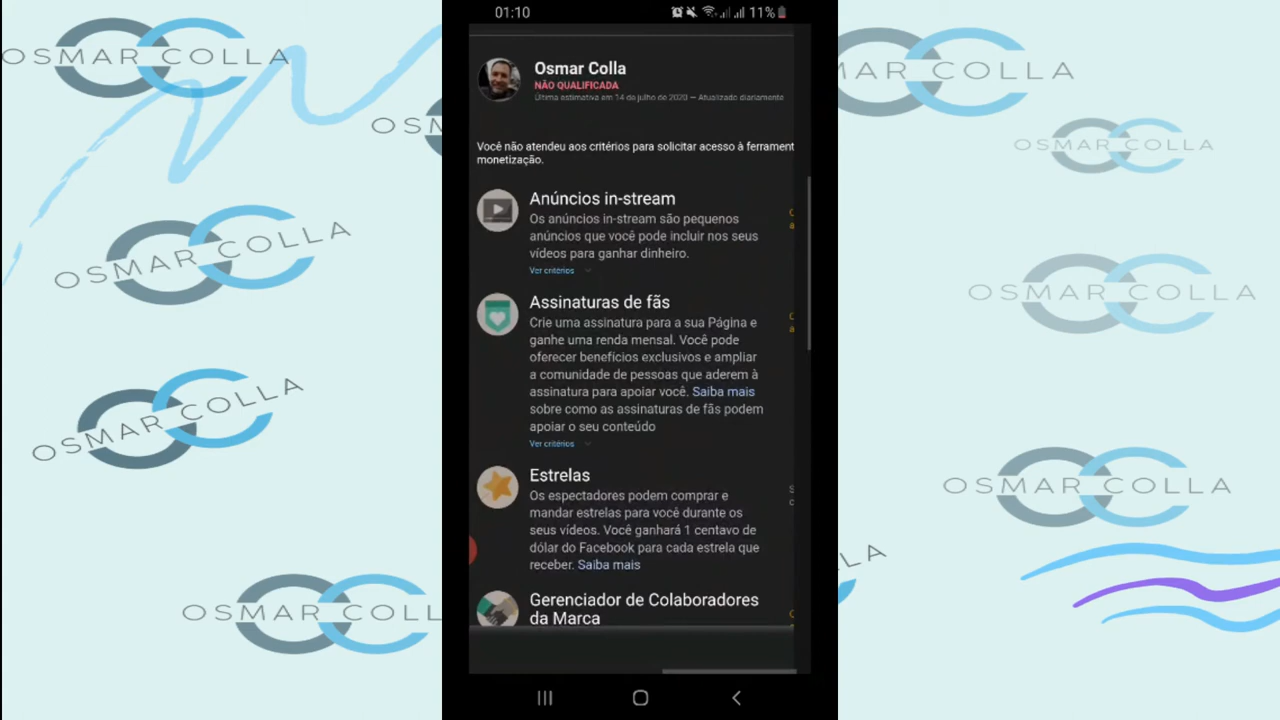 01:10
11%
Osmar Colla
NÃO QUALIFICADA
Última estimativa em 14 de julho de 2020 — Atualizado diariamente
Você não atendeu aos critérios para solicitar acesso à ferrament
monetização.
Anúncios in-stream
Os anúncios in-stream são pequenos
anúncios que você pode incluir nos seus
vídeos para ganhar dinheiro.
Ver critérios
Assinaturas de fãs
Crie uma assinatura para a sua Página e
ganhe uma renda mensal. Você pode
oferecer benefícios exclusivos e ampliar
a comunidade de pessoas que aderem à
assinatura para apoiar você. Saiba mais
sobre como as assinaturas de fãs podem
apoiar o seu conteúdo
Ver critérios
Estrelas
Os espectadores podem comprar e
mandar estrelas para você durante os
seus vídeos. Você ganhará 1 centavo de
dólar do Facebook para cada estrela que
receber. Saiba mais
Gerenciador de Colaboradores
da Marca
OSMAR COLLA
OSM
OSMAR COLLA
OSMAR COLLA
OSMAR COLL
MAR COLLA
OSMAR COLLA
OSMAR COLLA
OSMAR COLLA
LLA